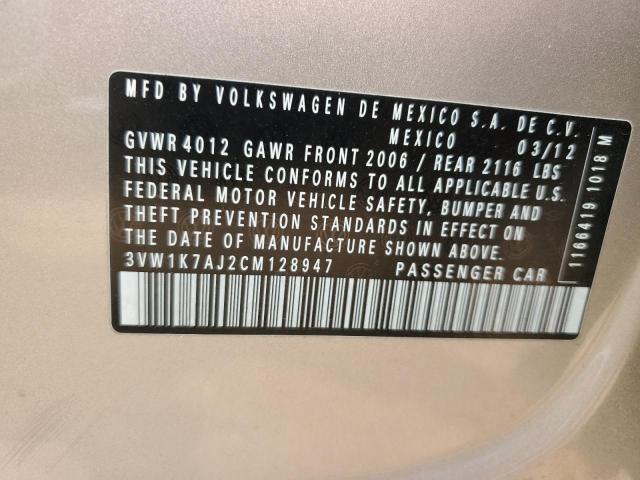 MFD BY VOLKSWAGEN DE MEXICO S.A. DE C.V.
MEXICO 03/12
GVWR 4012 GAWR FRONT 2006 / REAR 2116 LBS
THIS VEHICLE CONFORMS TO ALL APPLICABLE U.S.
FEDERAL MOTOR VEHICLE SAFETY, BUMPER AND
THEFT PREVENTION STANDARDS IN EFFECT ON
THE DATE OF MANUFACTURE SHOWN ABOVE.
3VW1K7AJ2CM128947 PASSENGER CAR
1166419 1018 M